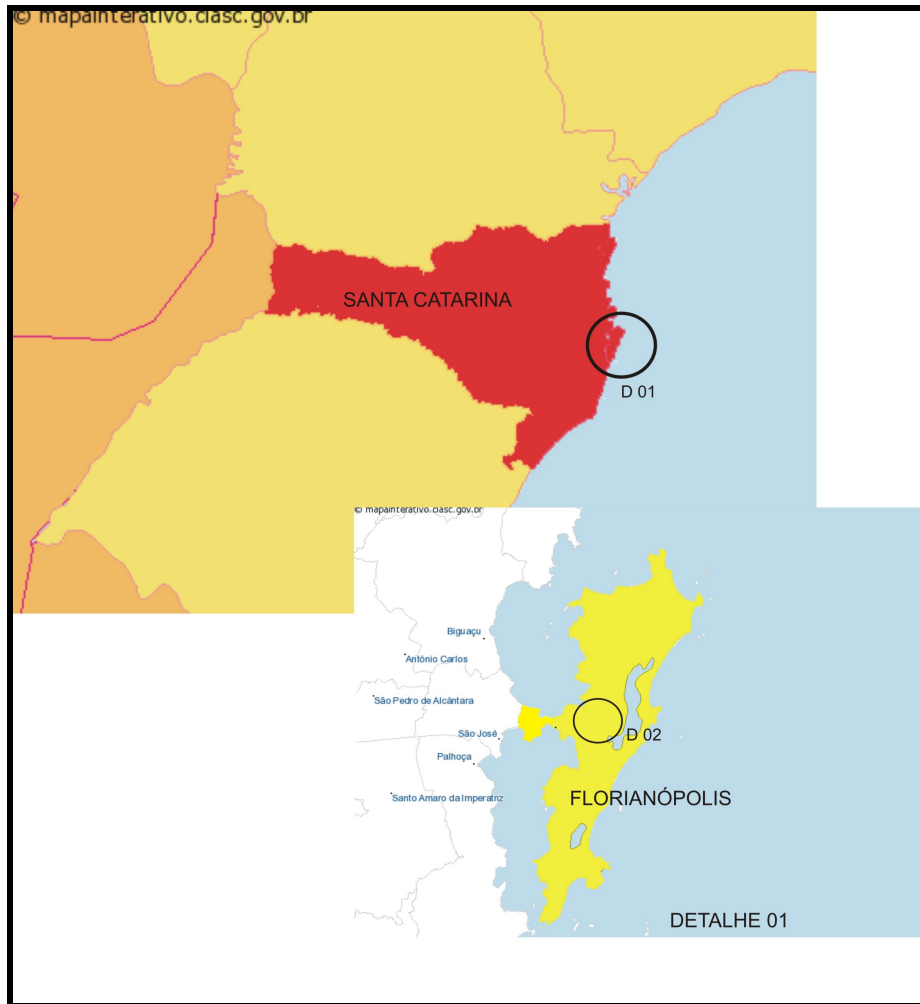 © mapainterativo.ciasc.gov.br
SANTA CATARINA
D 01
© mapainterativo.ciasc.gov.br
Biguaçu
Antônio Carlos
São Pedro de Alcântara
São José
D 02
Palhoça
Santo Amaro da Imperatriz
FLORIANÓPOLIS
DETALHE 01